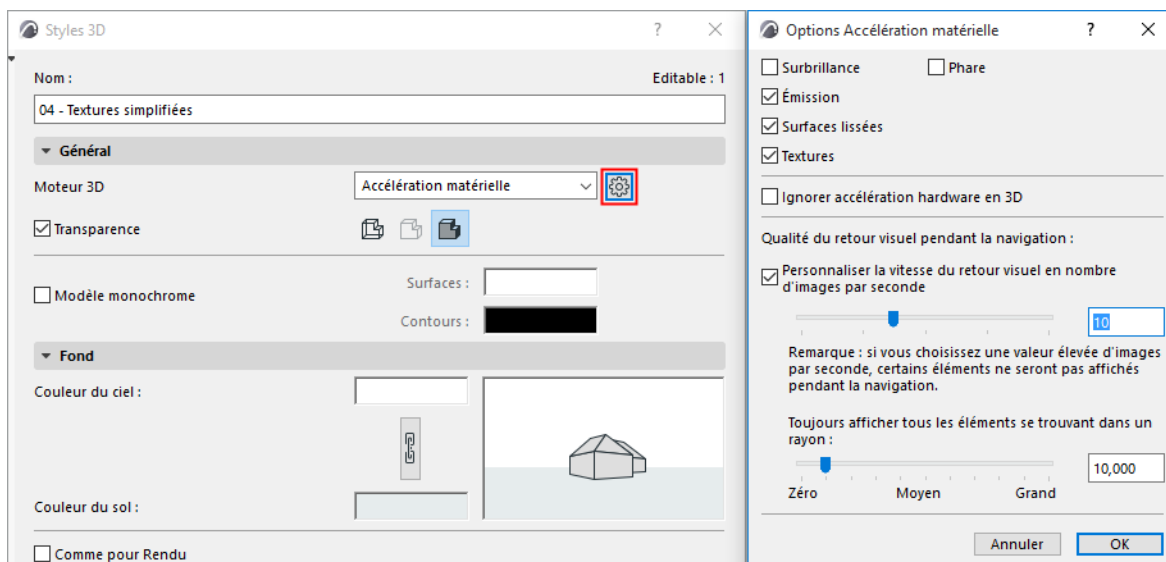 Styles 3D
?
Nom :
Editable : 1
04 - Textures simplifiées
Général
Moteur 3D
Accélération matérielle
Transparence
Modèle monochrome
Surfaces :
Contours :
Fond
Couleur du ciel :
Couleur du sol :
Comme pour Rendu
Options Accélération matérielle
?
Surbrillance
Phare
Émission
Surfaces lissées
Textures
Ignorer accélération hardware en 3D
Qualité du retour visuel pendant la navigation :
Personnaliser la vitesse du retour visuel en nombre
d'images par seconde
10
Remarque : si vous choisissez une valeur élevée d'images
par seconde, certains éléments ne seront pas affichés
pendant la navigation.
Toujours afficher tous les éléments se trouvant dans un
rayon :
10,000
Zéro
Moyen
Grand
Annuler
OK